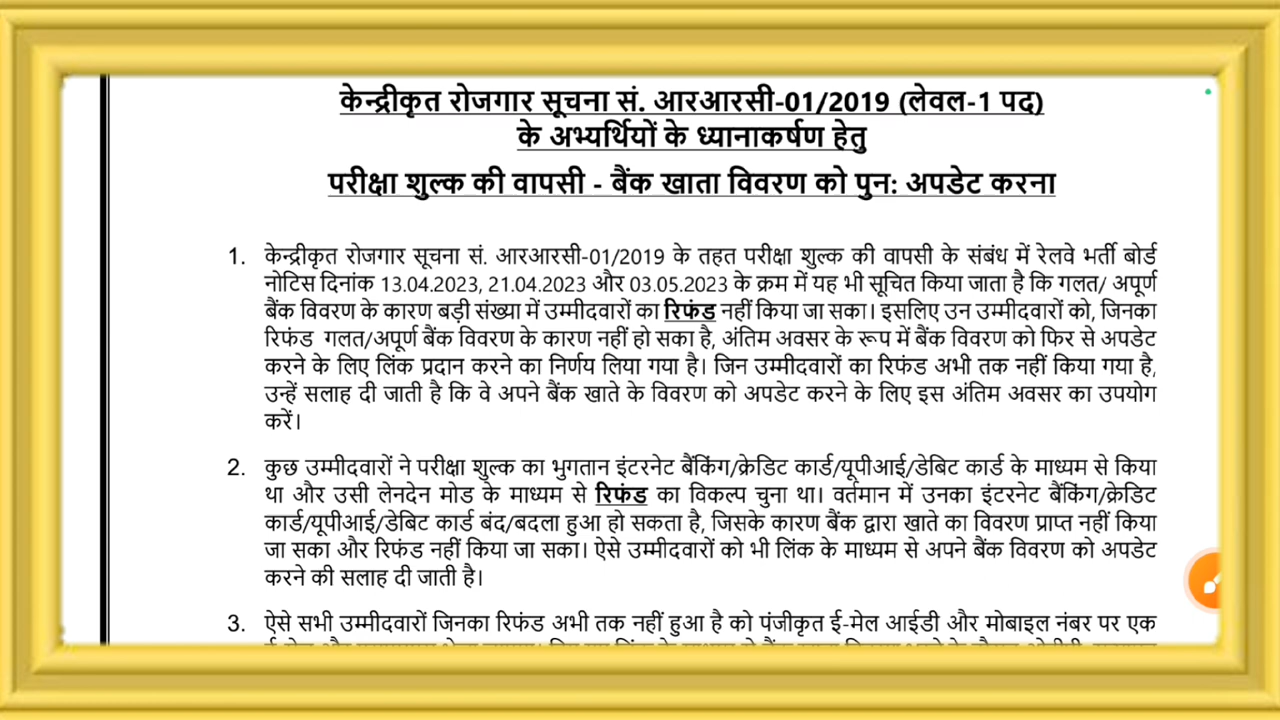 केन्द्रीकृत रोजगार सूचना सं. आरआरसी-01/2019 (लेवल-1 पद)
के अभ्यर्थियों के ध्यानाकर्षण हेतु
परीक्षा शुल्क की वापसी - बैंक खाता विवरण को पुन: अपडेट करना
1. केन्द्रीकृत रोजगार सूचना सं. आरआरसी-01/2019 के तहत परीक्षा शुल्क की वापसी के संबंध में रेलवे भर्ती बोर्ड
नोटिस दिनांक 13.04.2023, 21.04.2023 और 03.05.2023 के क्रम में यह भी सूचित किया जाता है कि गलत/ अपूर्ण
बैंक विवरण के कारण बड़ी संख्या में उम्मीदवारों का रिफंड नहीं किया जा सका। इसलिए उन उम्मीदवारों को, जिनका
रिफंड गलत/अपूर्ण बैंक विवरण के कारण नहीं हो सका है, अंतिम अवसर के रूप में बैंक विवरण को फिर से अपडेट
करने के लिए लिंक प्रदान करने का निर्णय लिया गया है। जिन उम्मीदवारों का रिफंड अभी तक नहीं किया गया है,
उन्हें सलाह दी जाती है कि वे अपने बैंक खाते के विवरण को अपडेट करने के लिए इस अंतिम अवसर का उपयोग
करें।
2. कुछ उम्मीदवारों ने परीक्षा शुल्क का भुगतान इंटरनेट बैंकिंग/क्रेडिट कार्ड/यूपीआई/डेबिट कार्ड के माध्यम से किया
था और उसी लेनदेन मोड के माध्यम से रिफंड का विकल्प चुना था। वर्तमान में उनका इंटरनेट बैंकिंग/क्रेडिट
कार्ड/यूपीआई/डेबिट कार्ड बंद/बदला हुआ हो सकता है, जिसके कारण बैंक द्वारा खाते का विवरण प्राप्त नहीं किया
जा सका और रिफंड नहीं किया जा सका। ऐसे उम्मीदवारों को भी लिंक के माध्यम से अपने बैंक विवरण को अपडेट
करने की सलाह दी जाती है।
3. ऐसे सभी उम्मीदवारों जिनका रिफंड अभी तक नहीं हुआ है को पंजीकृत ई-मेल आईडी और मोबाइल नंबर पर एक